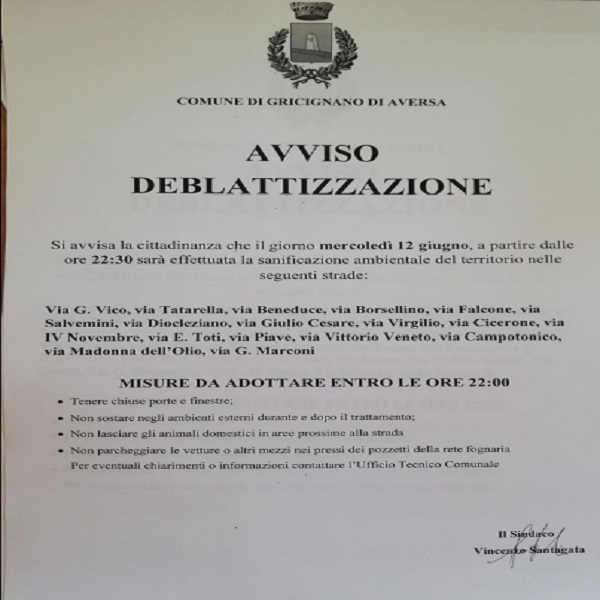 COMUNE DI GRICIGNANO DI AVERSA
AVVISO
DEBLATTIZZAZIONE
Si avvisa la cittadinanza che il giorno mercoledì 12 giugno, a partire dalle
ore 22:30 sarà effettuata la sanificazione ambientale del territorio nelle
seguenti strade:
Via G. Vico, via Tatarella, via Beneduce, via Borsellino, via Falcone, via
Salvemini, via Diocleziano, via Giulio Cesare, via Virgilio, via Cicerone, via
IV Novembre, via E. Toti, via Piave, via Vittorio Veneto, via Campotonico,
via Madonna dell'Olio, via G. Marconi
MISURE DA ADOTTARE ENTRO LE ORE 22:00
• Tenere chiuse porte e finestre;
• Non sostare negli ambienti esterni durante e dopo il trattamento;
• Non lasciare gli animali domestici in aree prossime alla strada
• Non parcheggiare le vetture o altri mezzi nei pressi dei pozzetti della rete fognaria
Per eventuali chiarimenti o informazioni contattare l'Ufficio Tecnico Comunale
Il Sindaco
Vincenzo Santagata